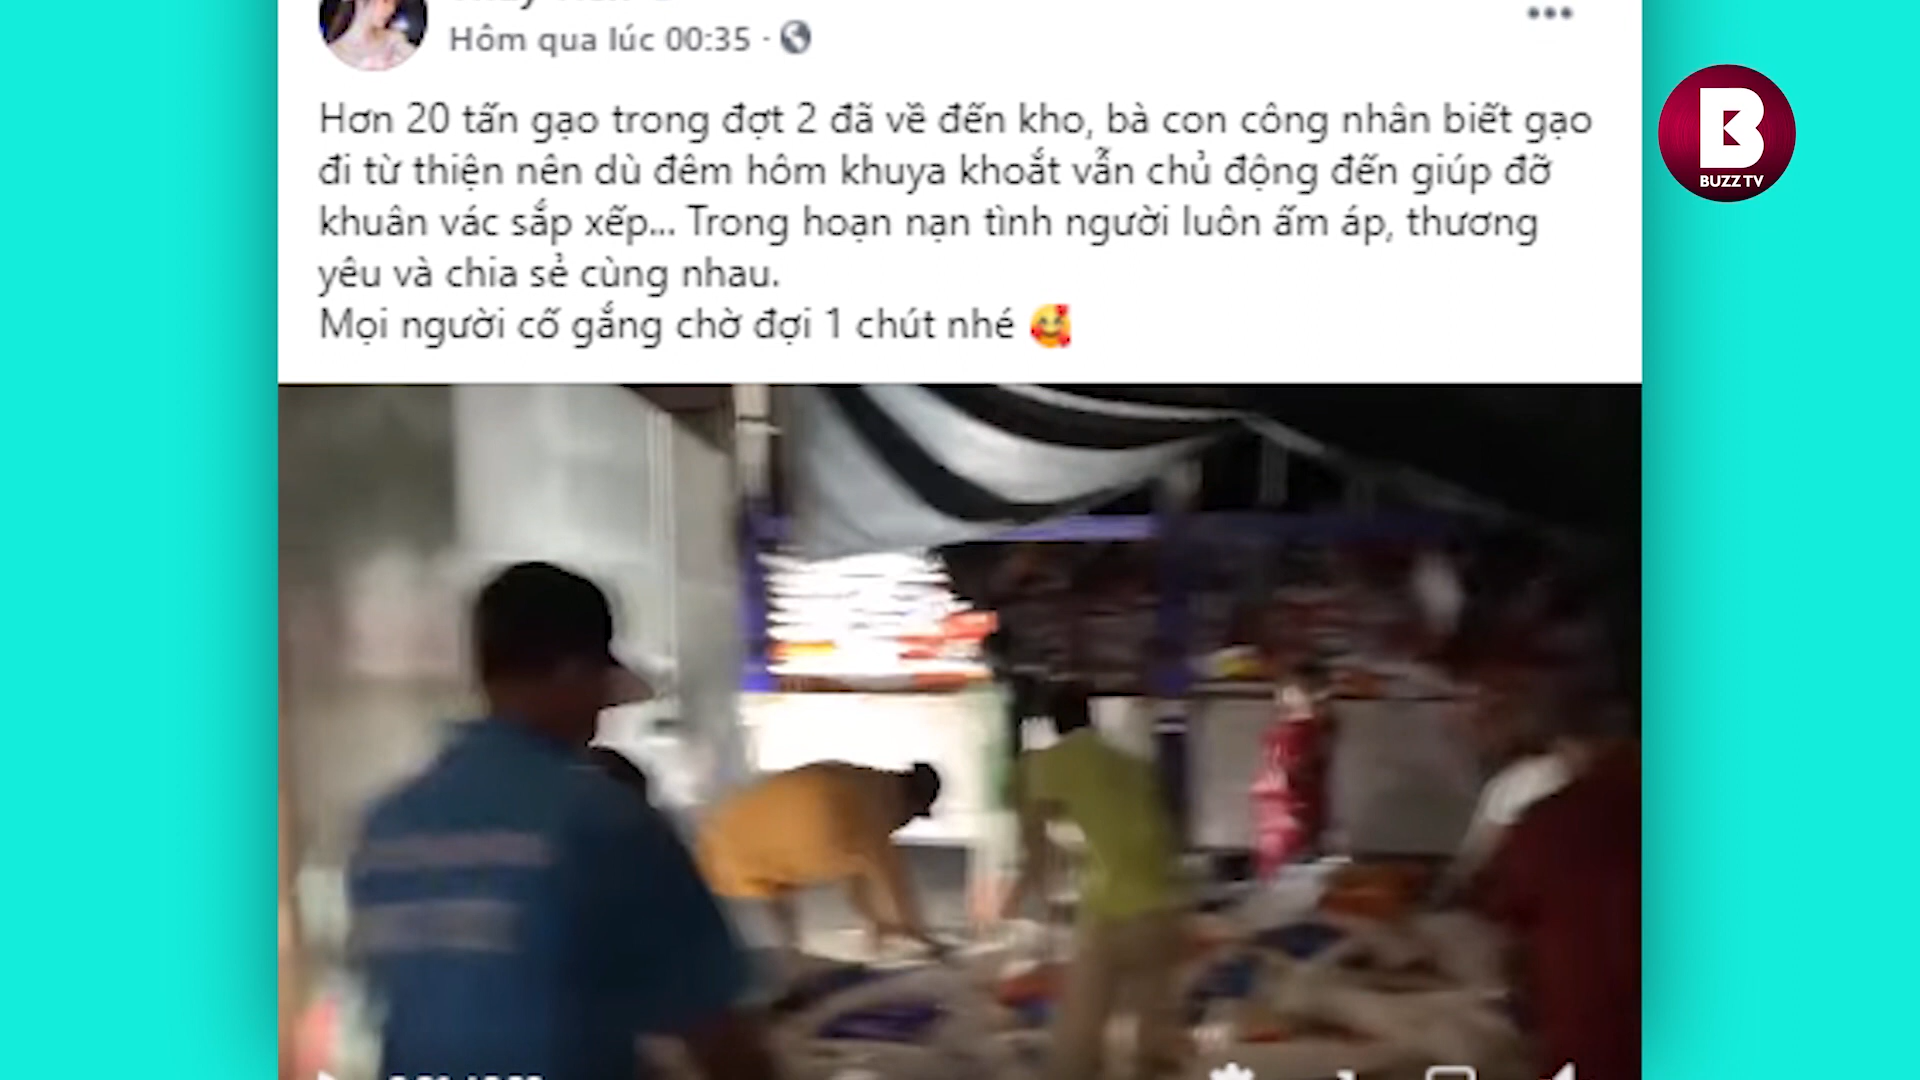 Hôm qua lúc 00:35 ·
Hơn 20 tấn gạo trong đợt 2 đã về đến kho, bà con công nhân biết gạo
đi từ thiện nên dù đêm hôm khuya khoắt vẫn chủ động đến giúp đỡ
khuân vác sắp xếp... Trong hoạn nạn tình người luôn ấm áp, thương
yêu và chia sẻ cùng nhau.
Mọi người cố gắng chờ đợi 1 chút nhé 🥰
B
BUZZ TV